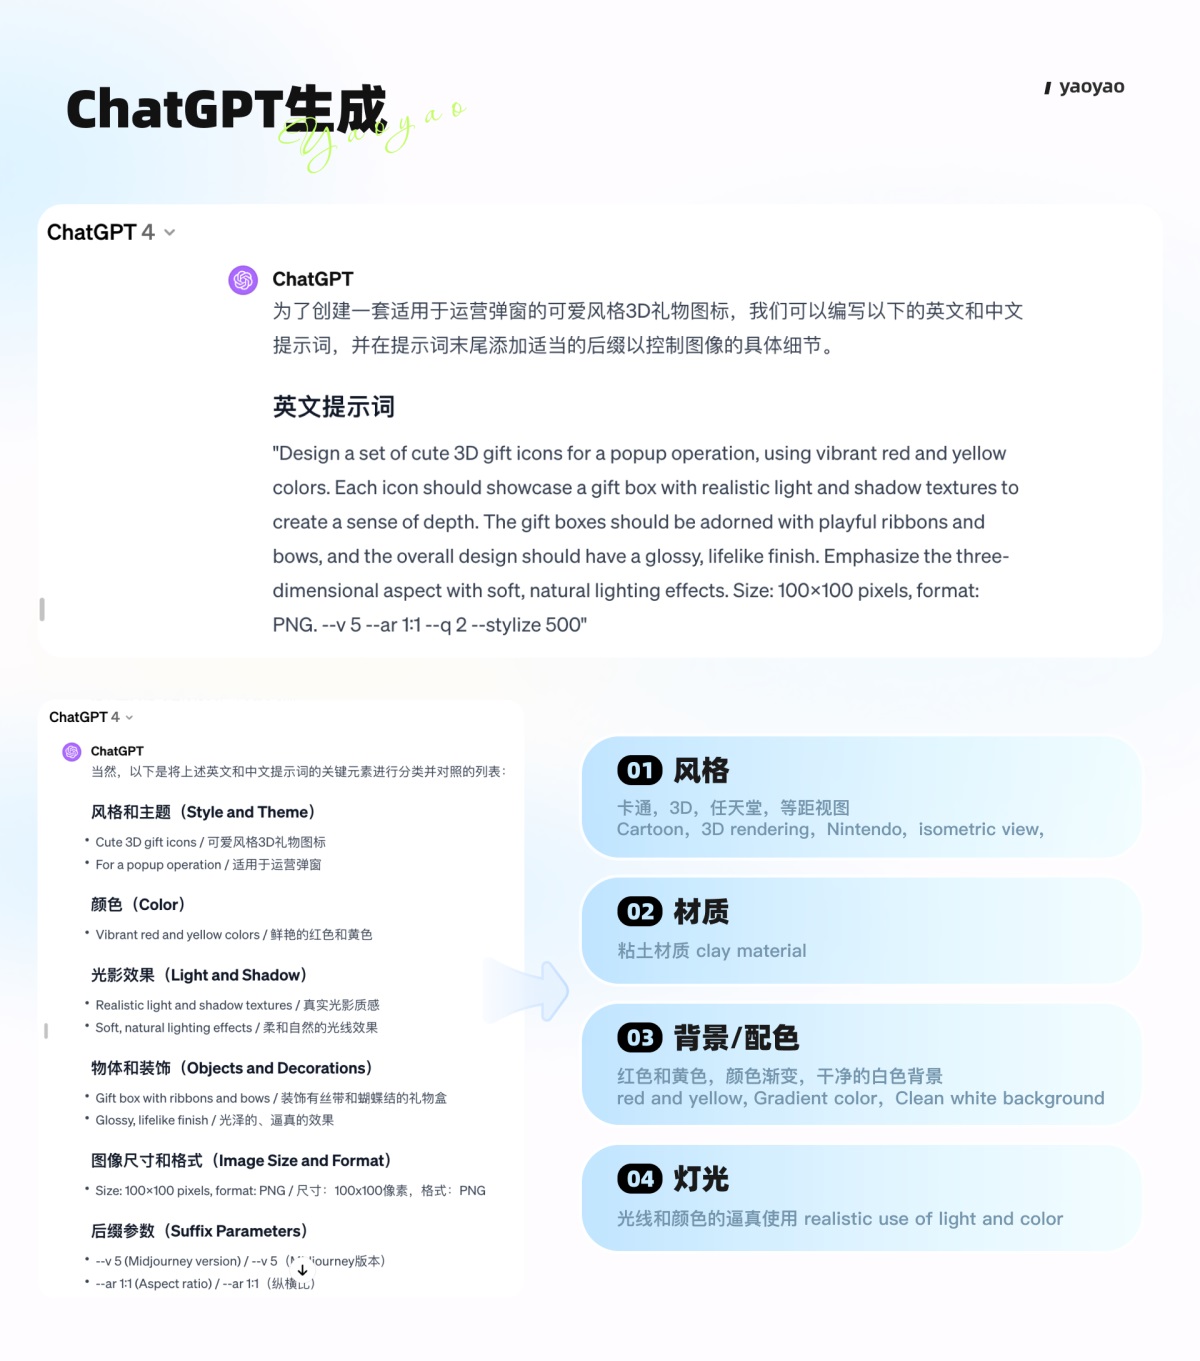 ChatGPT生成
Yaoyao
yaoyao
ChatGPT 4
ChatGPT
为了创建一套适用于运营弹窗的可爱风格3D礼物图标，我们可以编写以下的英文和中文
提示词，并在提示词末尾添加适当的后缀以控制图像的具体细节。
英文提示词
"Design a set of cute 3D gift icons for a popup operation, using vibrant red and yellow
colors. Each icon should showcase a gift box with realistic light and shadow textures to
create a sense of depth. The gift boxes should be adorned with playful ribbons and
bows, and the overall design should have a glossy, lifelike finish. Emphasize the three-
dimensional aspect with soft, natural lighting effects. Size: 100×100 pixels, format:
PNG. --v 5 --ar 1:1 --q 2 --stylize 500"
ChatGPT 4
ChatGPT
当然，以下是将上述英文和中文提示词的关键元素进行分类并对照的列表：
风格和主题（Style and Theme）
• Cute 3D gift icons / 可爱风格3D礼物图标
• For a popup operation / 适用于运营弹窗
颜色（Color）
• Vibrant red and yellow colors / 鲜艳的红色和黄色
光影效果（Light and Shadow）
• Realistic light and shadow textures / 真实光影质感
• Soft, natural lighting effects / 柔和自然的光线效果
物体和装饰（Objects and Decorations）
• Gift box with ribbons and bows / 装饰有丝带和蝴蝶结的礼物盒
• Glossy, lifelike finish / 光泽的、逼真的效果
图像尺寸和格式（Image Size and Format）
• Size: 100×100 pixels, format: PNG / 尺寸：100x100像素，格式：PNG
后缀参数（Suffix Parameters）
• --v 5 (Midjourney version) / --v 5（Midjourney版本）
• --ar 1:1 (Aspect ratio) / --ar 1:1（纵横比）
01 风格
卡通，3D，任天堂，等距视图
Cartoon，3D rendering，Nintendo，isometric view，
02 材质
粘土材质 clay material
03 背景/配色
红色和黄色，颜色渐变，干净的白色背景
red and yellow, Gradient color，Clean white background
04 灯光
光线和颜色的逼真使用 realistic use of light and color